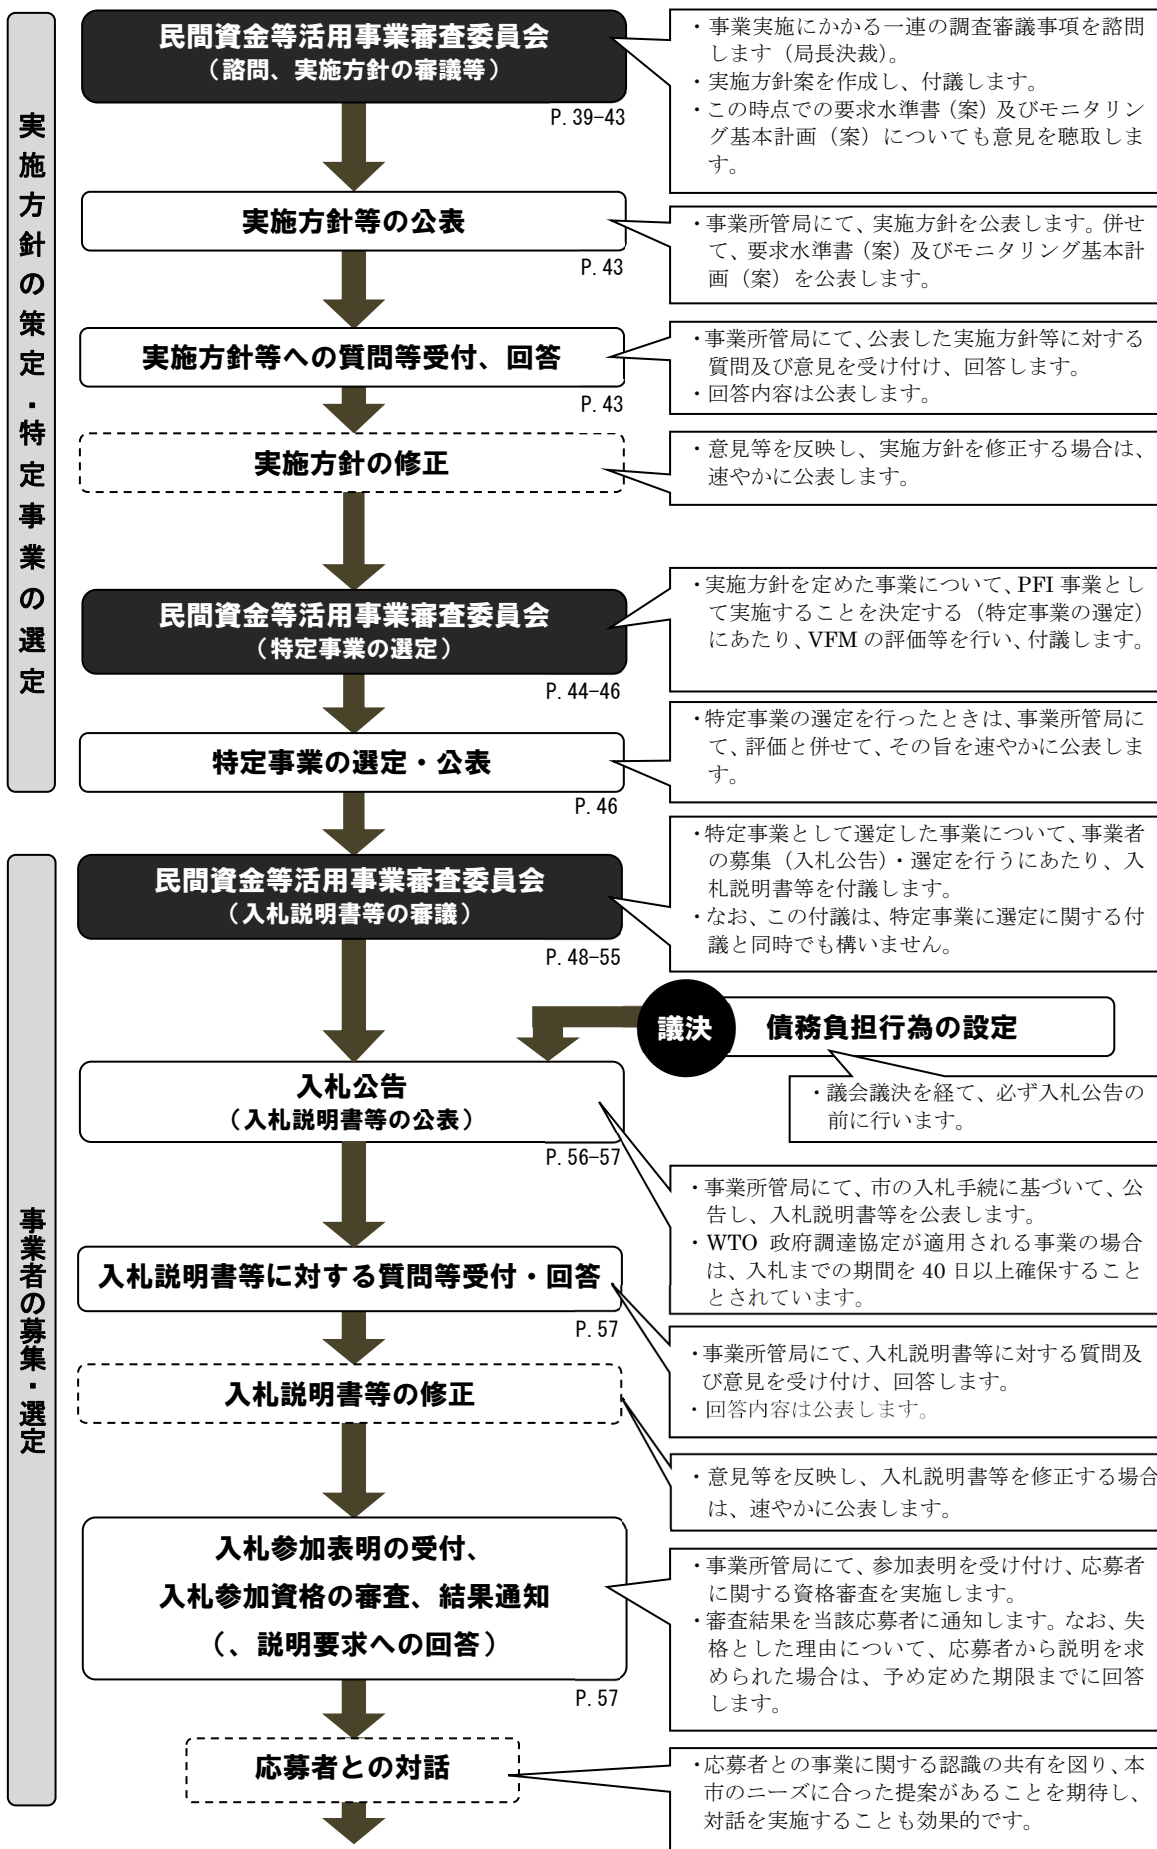 実施方針の策定・特定事業の選定
民間資金等活用事業審査委員会
（諮問、実施方針の審議等）
P. 39-43
・事業実施にかかる一連の調査審議事項を諮問
します（局長決裁）。
・実施方針案を作成し、付議します。
・この時点での要求水準書（案）及びモニタリン
グ基本計画（案）についても意見を聴取しま
す。
実施方針等の公表
P. 43
・事業所管局にて、実施方針を公表します。併せ
て、要求水準書（案）及びモニタリング基本計
画（案）を公表します。
実施方針等への質問等受付、回答
P. 43
・事業所管局にて、公表した実施方針等に対する
質問及び意見を受け付け、回答します。
・回答内容は公表します。
実施方針の修正
・意見等を反映し、実施方針を修正する場合は、
速やかに公表します。
民間資金等活用事業審査委員会
（特定事業の選定）
P. 44-46
・実施方針を定めた事業について、PFI 事業とし
て実施することを決定する（特定事業の選定）
にあたり、VFM の評価等を行い、付議します。
特定事業の選定・公表
P. 46
・特定事業の選定を行ったときは、事業所管局に
て、評価と併せて、その旨を速やかに公表しま
す。
事業者の募集・選定
民間資金等活用事業審査委員会
（入札説明書等の審議）
P. 48-55
・特定事業として選定した事業について、事業者
の募集（入札公告）・選定を行うにあたり、入
札説明書等を付議します。
・なお、この付議は、特定事業に選定に関する付
議と同時でも構いません。
議決
債務負担行為の設定
・議会議決を経て、必ず入札公告の
前に行います。
入札公告
（入札説明書等の公表）
P. 56-57
・事業所管局にて、市の入札手続に基づいて、公
告し、入札説明書等を公表します。
・WTO 政府調達協定が適用される事業の場合
は、入札までの期間を 40 日以上確保すること
とされています。
入札説明書等に対する質問等受付・回答
P. 57
・事業所管局にて、入札説明書等に対する質問及
び意見を受け付け、回答します。
・回答内容は公表します。
入札説明書等の修正
・意見等を反映し、入札説明書等を修正する場合
は、速やかに公表します。
入札参加表明の受付、
入札参加資格の審査、結果通知
（、説明要求への回答）
P. 57
・事業所管局にて、参加表明を受け付け、応募者
に関する資格審査を実施します。
・審査結果を当該応募者に通知します。なお、失
格とした理由について、応募者から説明を求
められた場合は、予め定めた期限までに回答
します。
応募者との対話
・応募者との事業に関する認識の共有を図り、本
市のニーズに合った提案があることを期待し、
対話を実施することも効果的です。